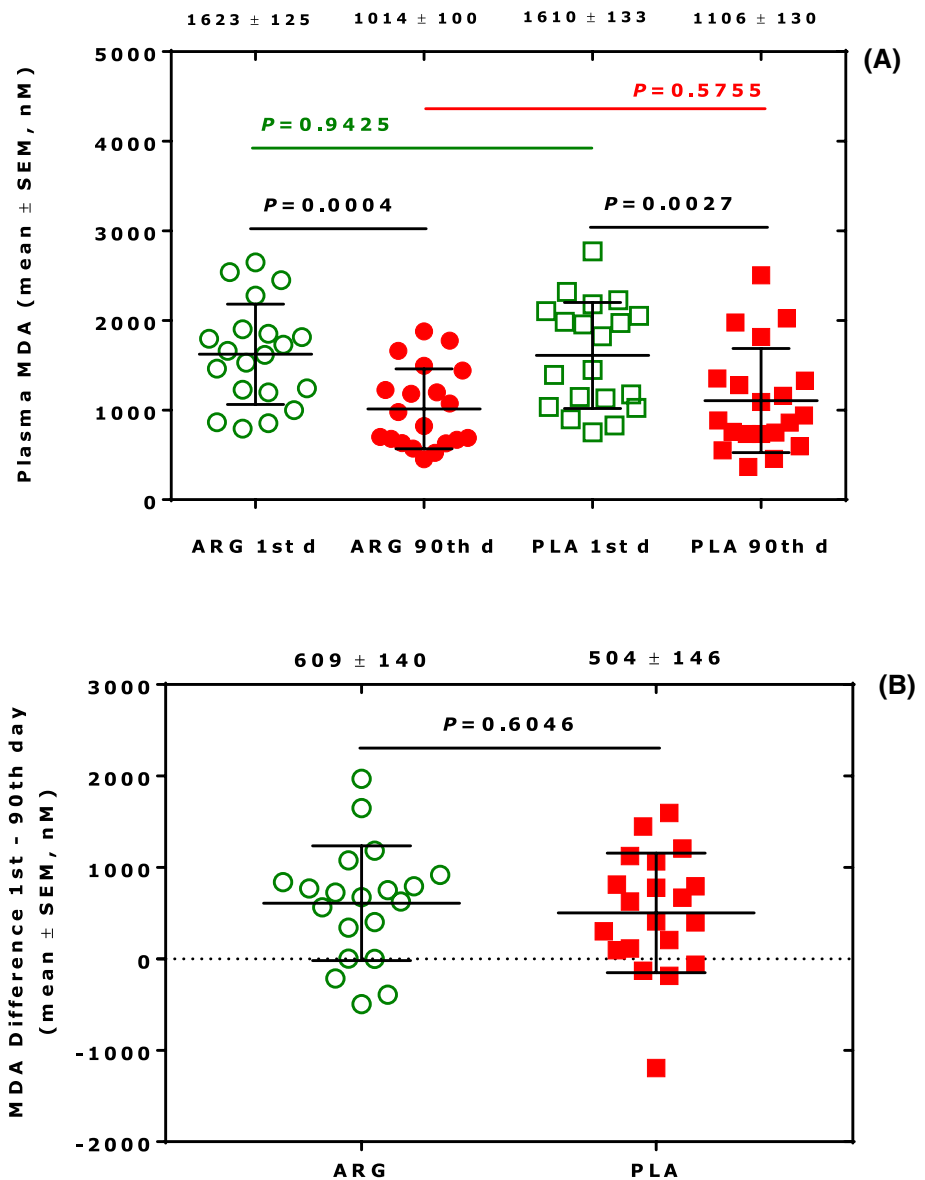 1623 ± 125 1014 ± 100 1610 ± 133 1106 ± 130
(A)
Plasma MDA (mean ± SEM, nM)
5000
4000
3000
2000
1000
0
P=0.5755
P=0.9425
P=0.0004 P=0.0027
ARG 1st d ARG 90th d PLA 1st d PLA 90th d
609 ± 140 504 ± 146
(B)
MDA Difference 1st - 90th day
(mean ± SEM, nM)
3000
2000
1000
0
-1000
-2000
P=0.6046
ARG PLA